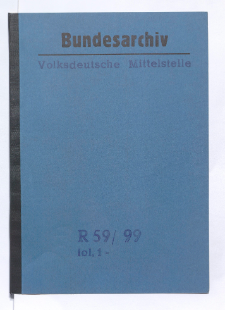 Bundesarchiv
Volksdeutsche Mittelstelle
R 59/ 99
fol. 1-